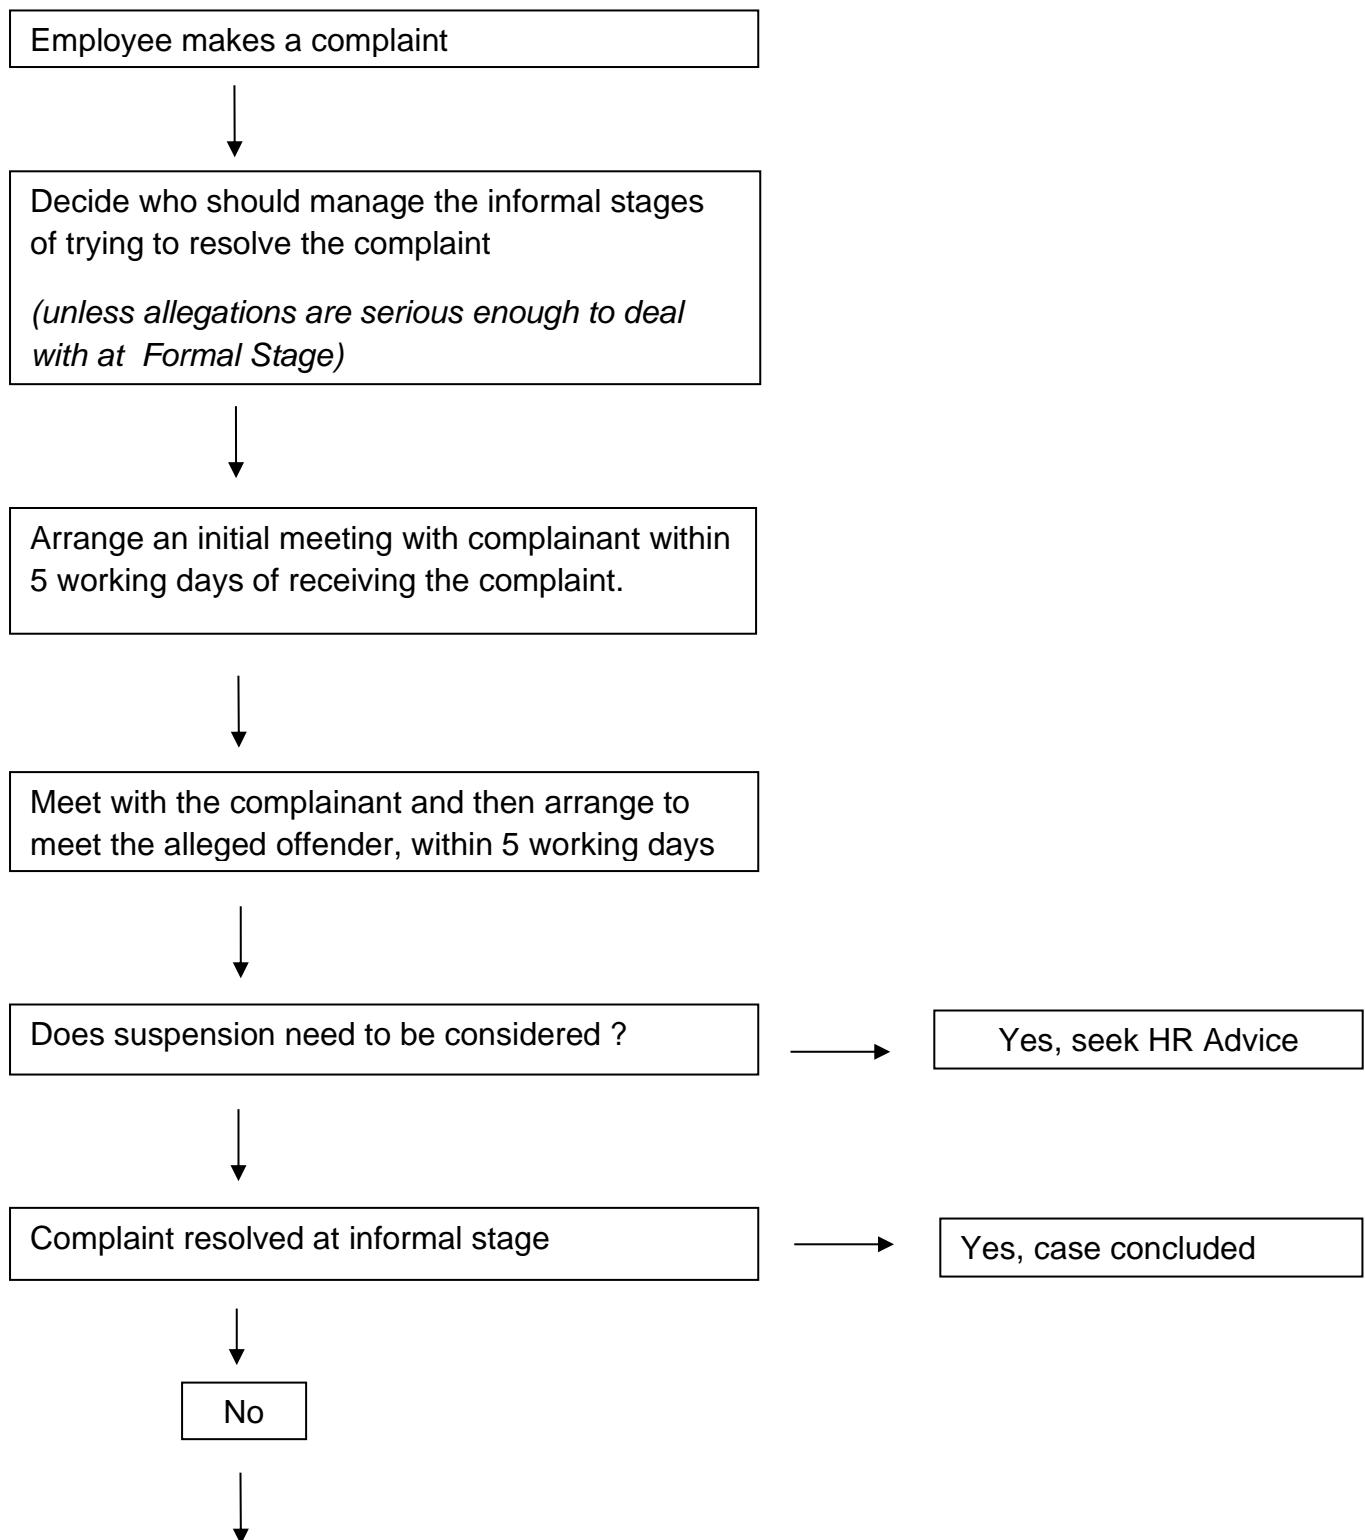 Employee makes a complaint
Decide who should manage the informal stages
of trying to resolve the complaint
(unless allegations are serious enough to deal
with at  Formal Stage)
Arrange an initial meeting with complainant within
5 working days of receiving the complaint.
Meet with the complainant and then arrange to
meet the alleged offender, within 5 working days
Does suspension need to be considered ?
Yes, seek HR Advice
Complaint resolved at informal stage
Yes, case concluded
No